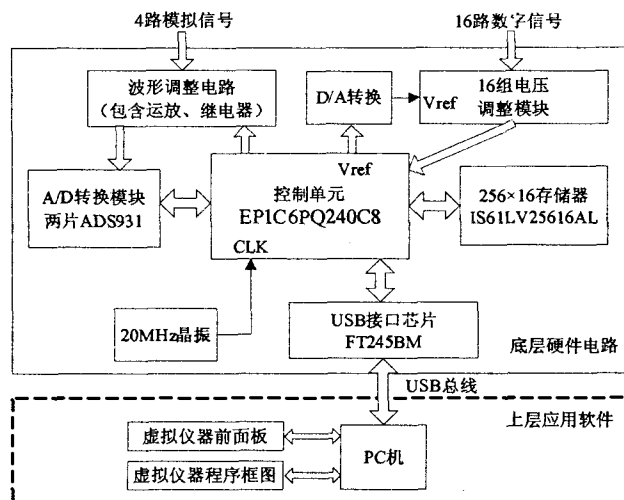 4路模拟信号
16路数字信号
波形调整电路
(包含运放、继电器)
D/A转换
Vref
16组电压
调整模块
A/D转换模块
两片ADS931
Vref
控制单元
EP1C6PQ240C8
CLK
256×16存储器
IS61LV25616AL
20MHz晶振
USB接口芯片
FT245BM
底层硬件电路
USB总线
上层应用软件
虚拟仪器前面板
虚拟仪器程序框图
PC机